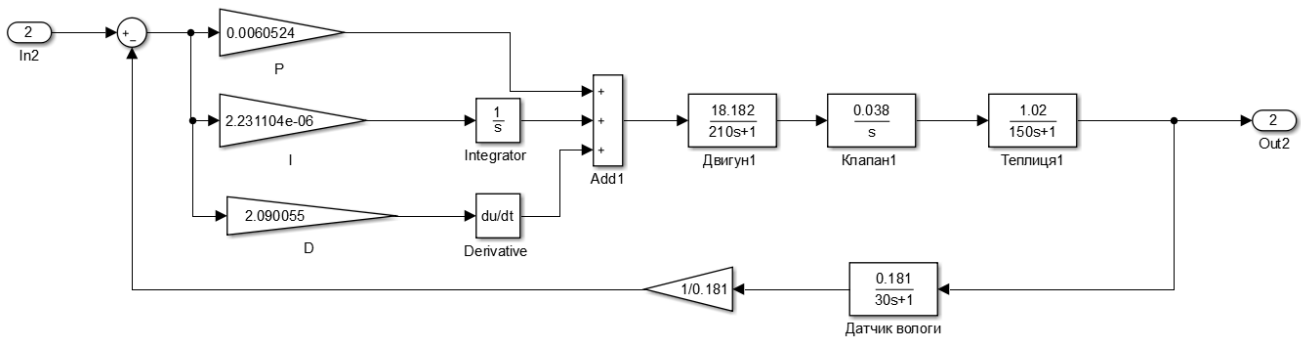 2
In2
+
−
0.0060524
P
2.231104e-06
I
2.090055
D
1
s
Integrator
du/dt
Derivative
+
+
+
Add1
18.182
210s+1
Двигун1
0.038
s
Клапан1
1.02
150s+1
Теплиця1
2
Out2
1/0.181
0.181
30s+1
Датчик вологи